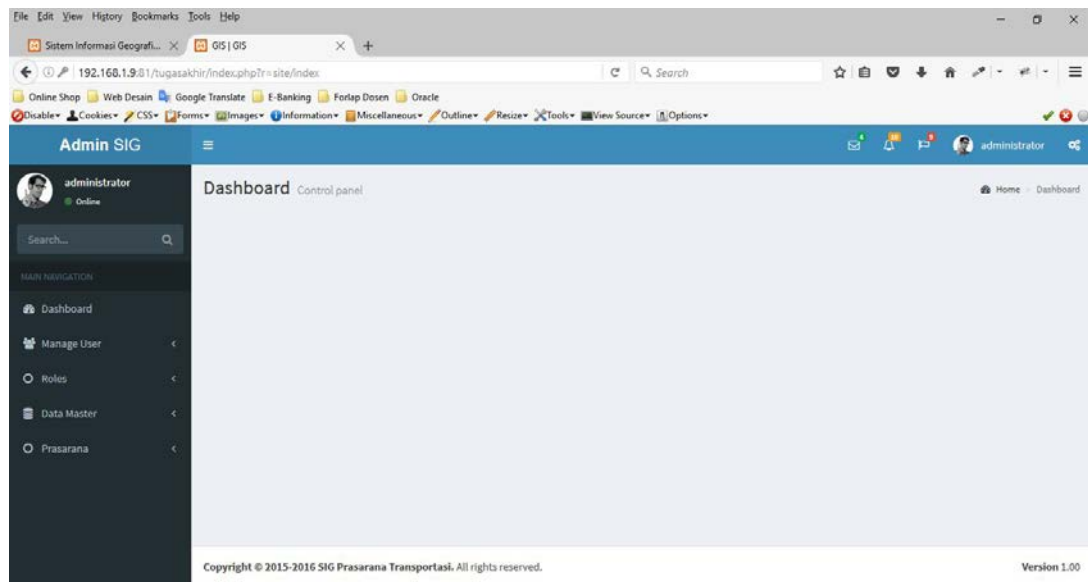 File Edit View History Bookmarks Tools Help
Sistem Informasi Geografi... GIS | GIS
192.168.1.9:81/tugasakhir/index.php?r=site/index Search
Online Shop Web Desain Google Translate E-Banking Forlap Dosen Oracle
Disable Cookies CSS Forms Images Information Miscellaneous Outline Resize Tools View Source Options
Admin SIG administrator
administrator
Online
Dashboard Control panel Home Dashboard
Search...
MAIN NAVIGATION
Dashboard
Manage User
Roles
Data Master
Prasarana
Copyright © 2015-2016 SIG Prasarana Transportasi. All rights reserved. Version 1.00